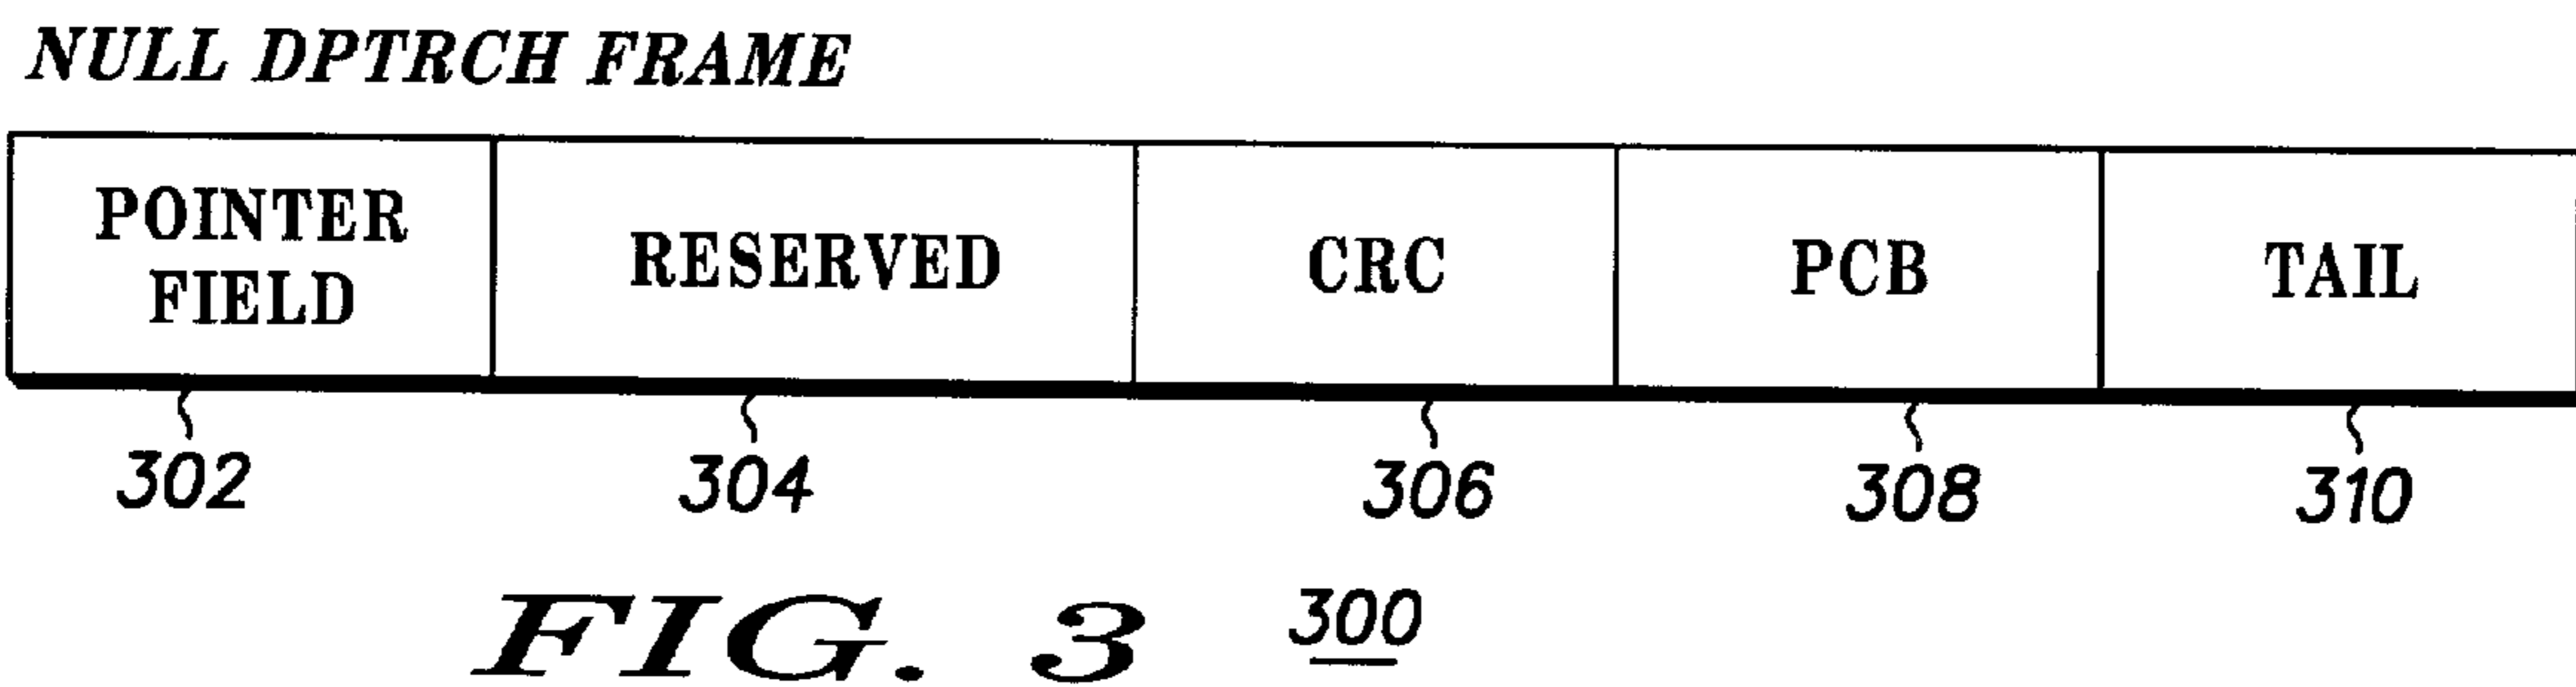 NULL DPTRCH FRAME
POINTER
FIELD
RESERVED
CRC
PCB
TAIL
302
304
306
308
310
FIG. 3
300